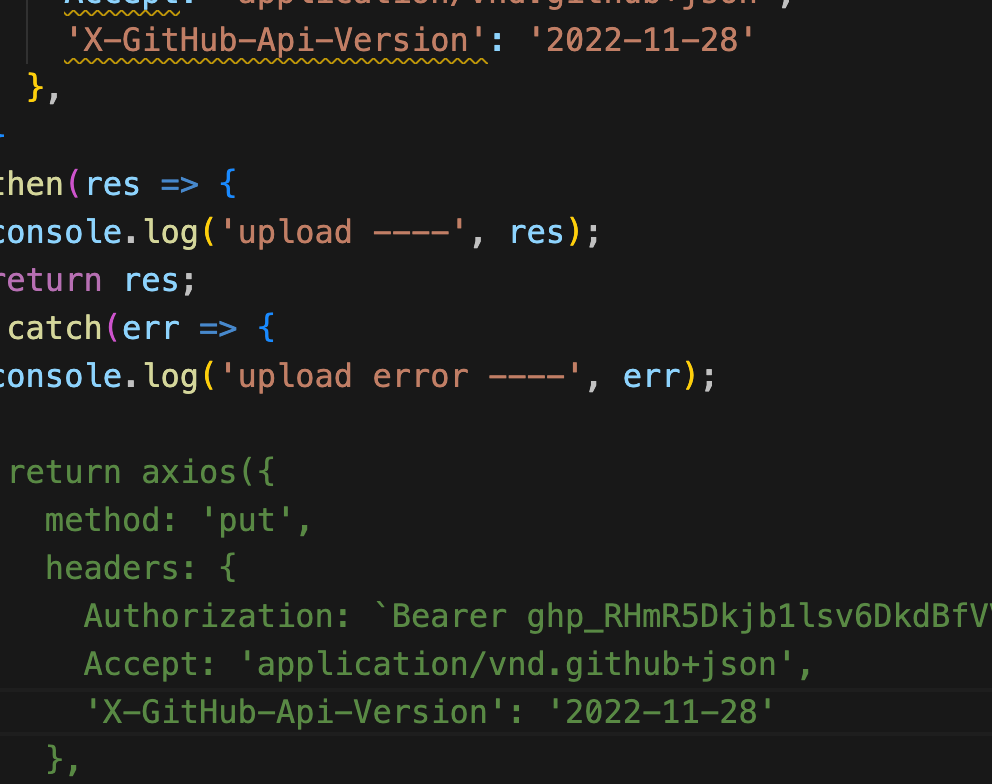 Accept: 'application/vnd.github+json',
'X-GitHub-Api-Version': '2022-11-28'
},
then(res => {
console.log('upload ----', res);
return res;
catch(err => {
console.log('upload error ----', err);
return axios({
method: 'put',
headers: {
Authorization: `Bearer ghp_RHmR5Dkjb1lsv6DkdBfV
Accept: 'application/vnd.github+json',
'X-GitHub-Api-Version': '2022-11-28'
},